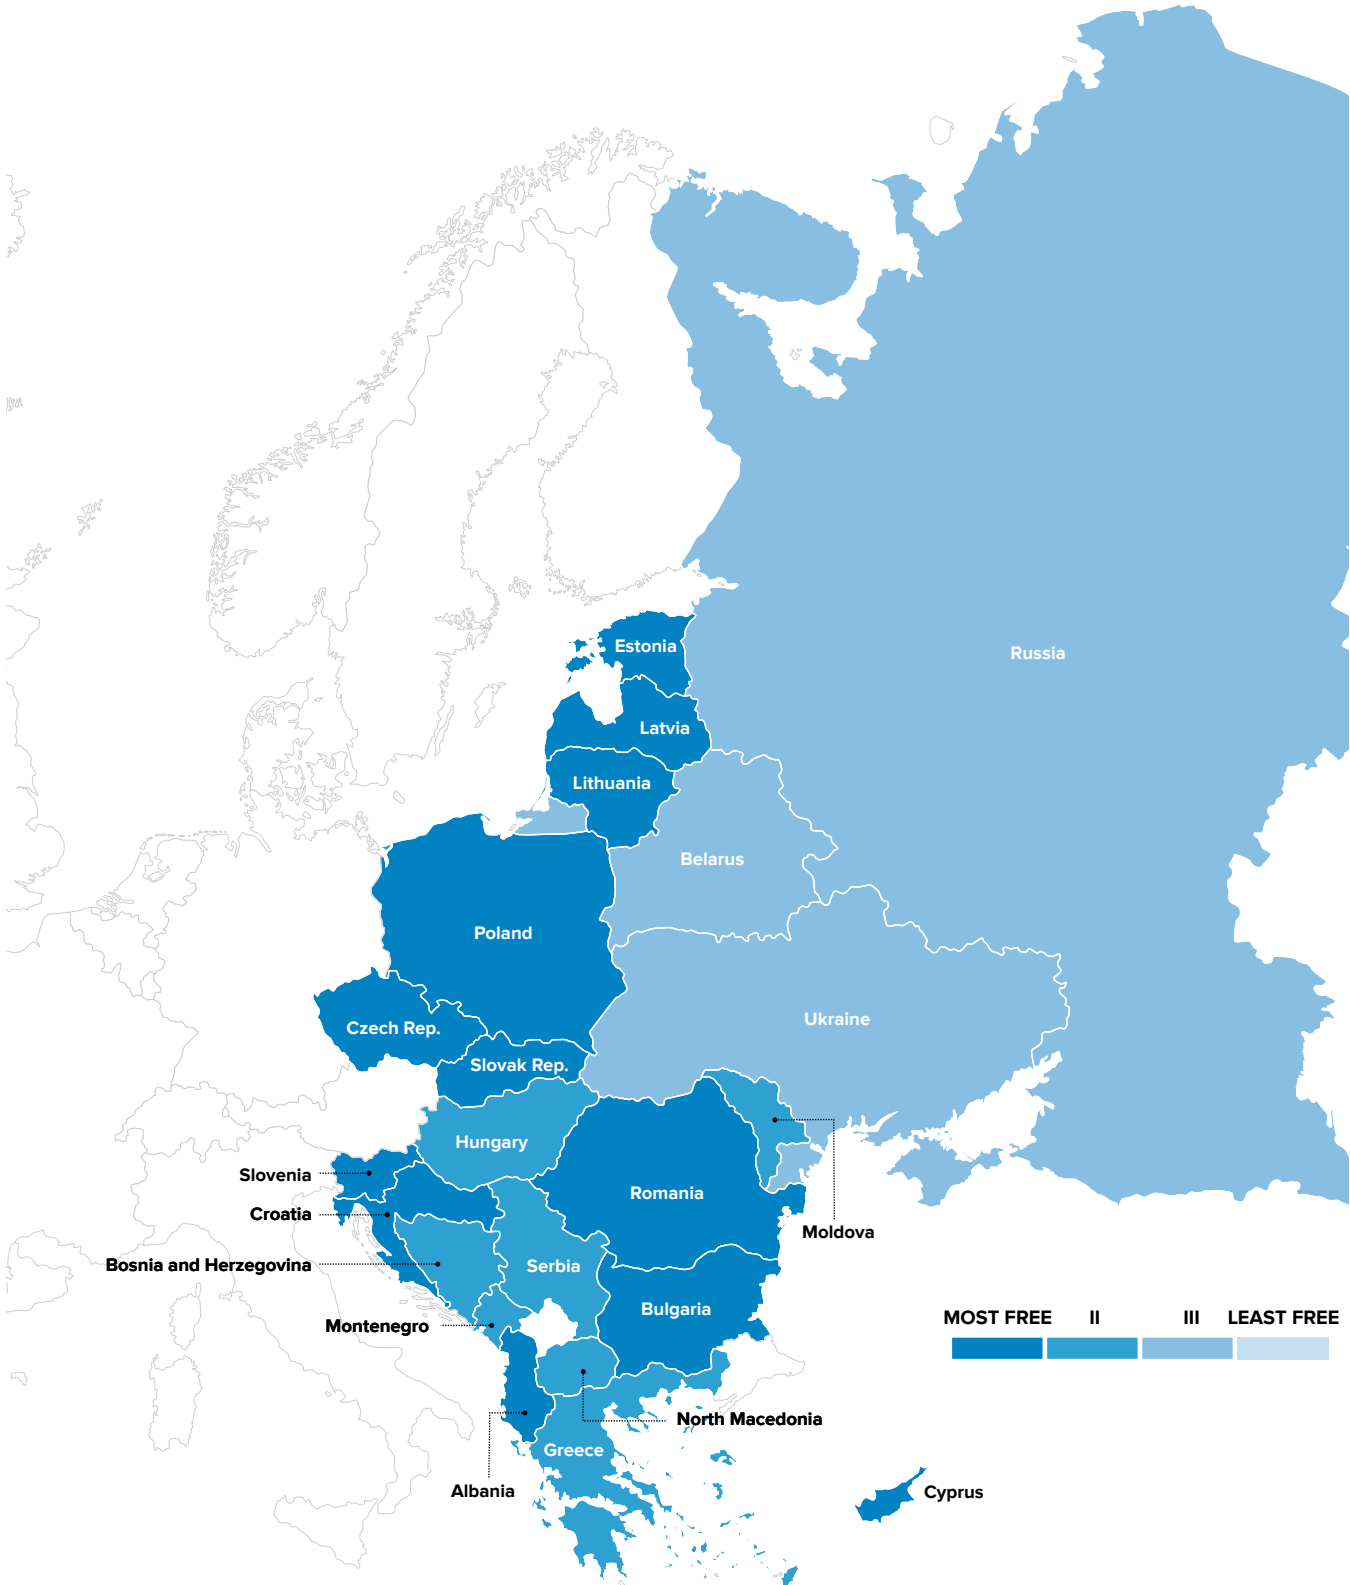 Estonia
Russia
Latvia
Lithuania
Belarus
Poland
Ukraine
Czech Rep.
Slovak Rep.
Hungary
Slovenia
Romania
Croatia
Moldova
Bosnia and Herzegovina
Serbia
Bulgaria
MOST FREE II III LEAST FREE
Montenegro
North Macedonia
Greece
Albania
Cyprus